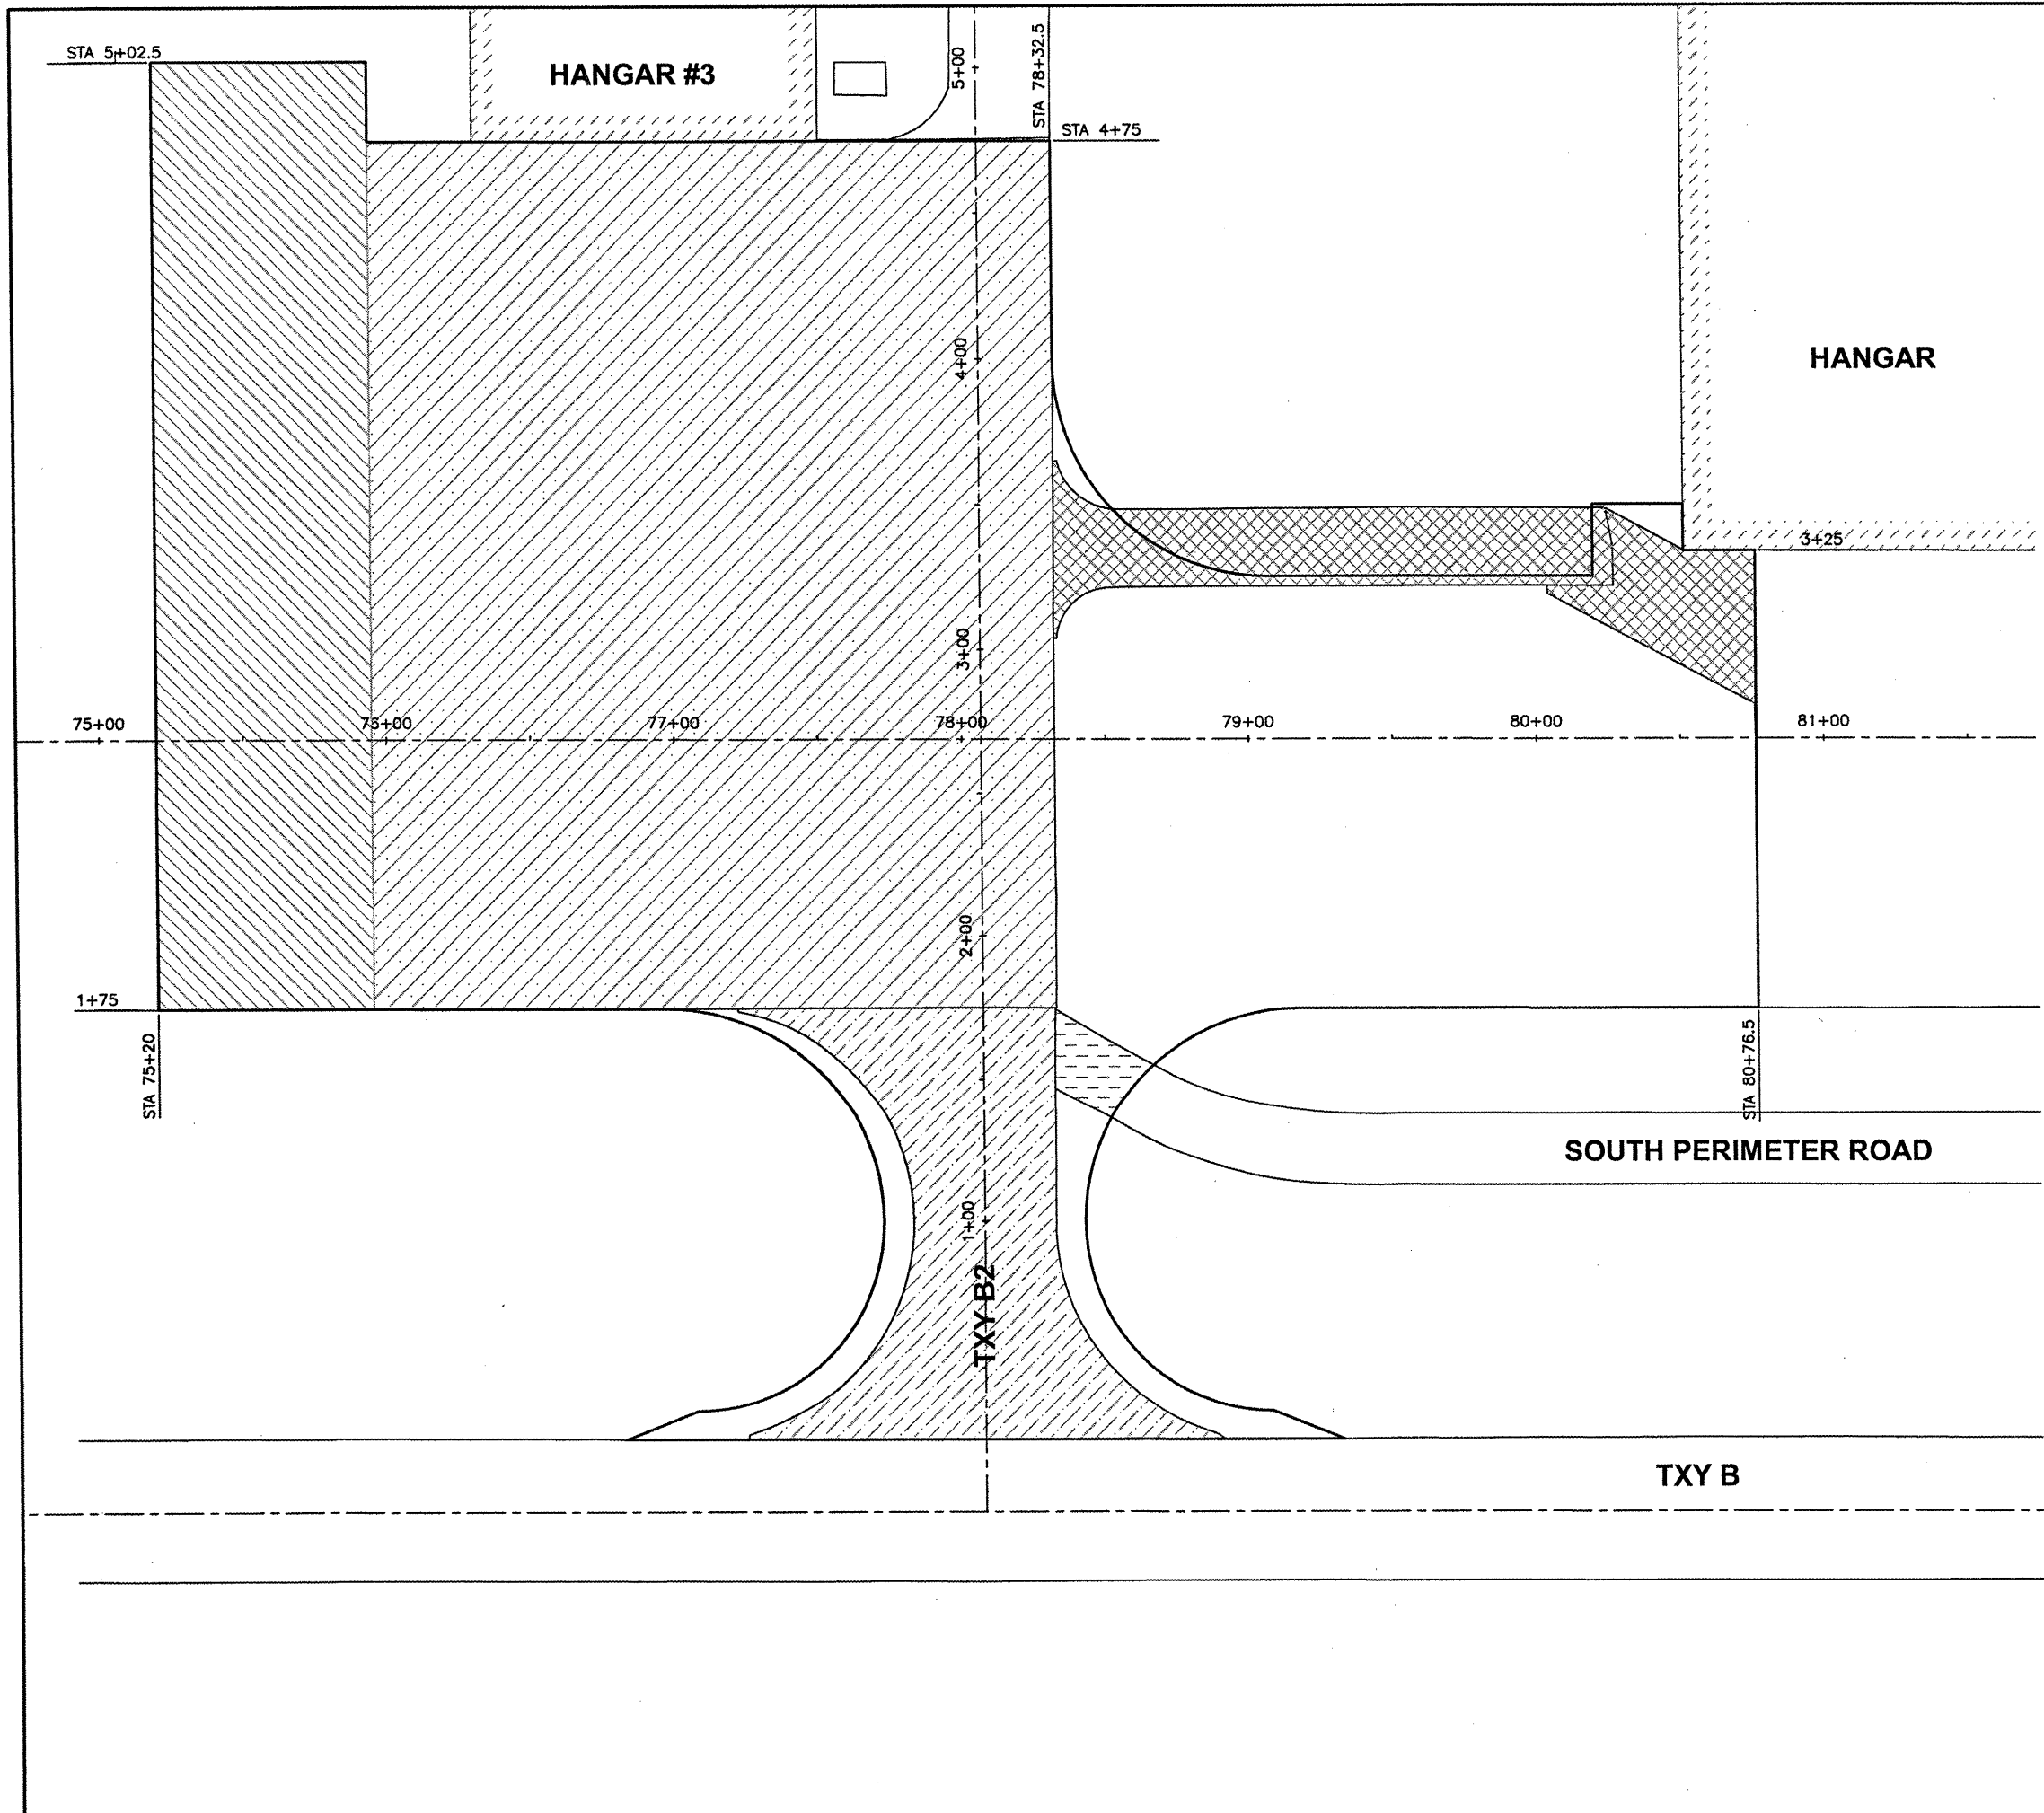 STA 5+02.5
HANGAR #3
5+00
STA 78+32.5
STA 4+75
HANGAR
4+00
3+25
3+00
75+00
76+00
77+00
78+00
79+00
80+00
81+00
2+00
1+75
STA 75+20
STA 80+76.5
SOUTH PERIMETER ROAD
1+00
TXY B2
TXY B